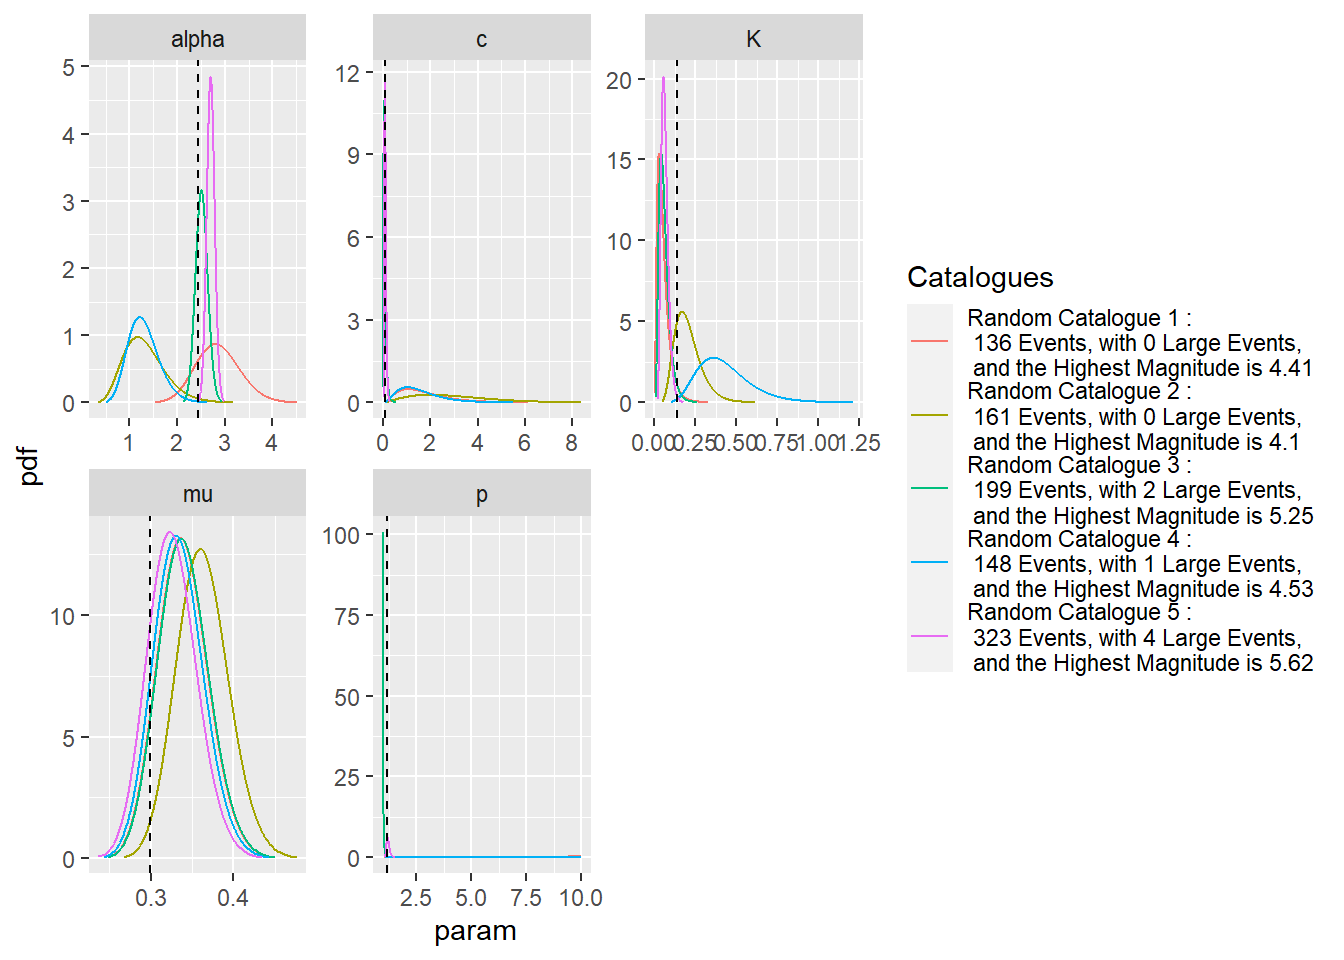 alpha
c
K
5
4
3
2
1
0
1
2
3
4
12
9
6
3
0
0
2
4
6
8
20
15
10
5
0
0.00
0.25
0.50
0.75
1.00
1.25
pdf
mu
p
10
5
0
0.3
0.4
100
75
50
25
0
2.5
5.0
7.5
10.0
param
Catalogues
Random Catalogue 1 :
136 Events, with 0 Large Events,
and the Highest Magnitude is 4.41
Random Catalogue 2 :
161 Events, with 0 Large Events,
and the Highest Magnitude is 4.1
Random Catalogue 3 :
199 Events, with 2 Large Events,
and the Highest Magnitude is 5.25
Random Catalogue 4 :
148 Events, with 1 Large Events,
and the Highest Magnitude is 4.53
Random Catalogue 5 :
323 Events, with 4 Large Events,
and the Highest Magnitude is 5.62